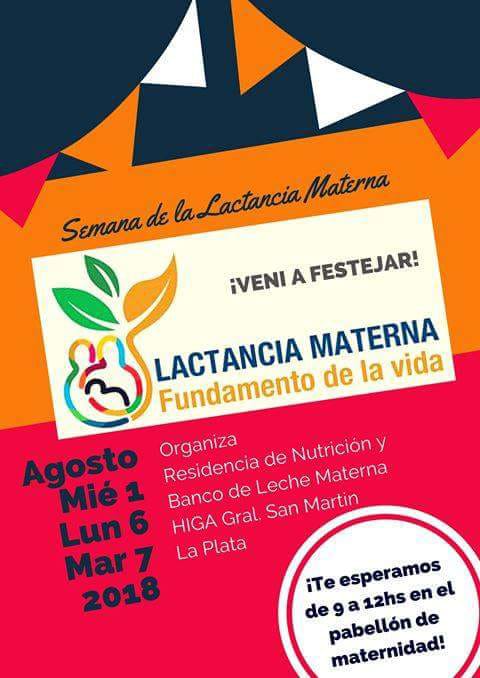 Semana de la Lactancia Materna
¡VENI A FESTEJAR!
LACTANCIA MATERNA
Fundamento de la vida
Agosto
Mié 1
Lun 6
Mar 7
2018
Organiza
Residencia de Nutrición y
Banco de Leche Materna
HIGA Gral. San Martin
La Plata
¡Te esperamos
de 9 a 12hs en el
pabellón de
maternidad!